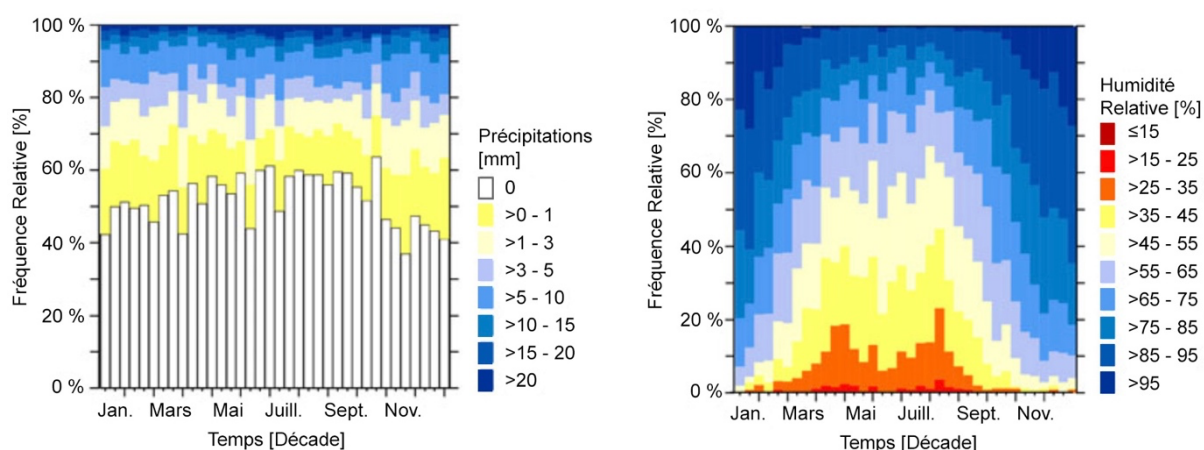 100 %
80 %
60 %
40 %
20 %
0 %
Fréquence Relative [%]
Jan. Mars Mai Juill. Sept. Nov.
Temps [Décade]
Précipitations
[mm]
0
>0 - 1
>1 - 3
>3 - 5
>5 - 10
>10 - 15
>15 - 20
>20
100 %
80 %
60 %
40 %
20 %
0 %
Fréquence Relative [%]
Jan. Mars Mai Juill. Sept. Nov.
Temps [Décade]
Humidité
Relative [%]
≤15
>15 - 25
>25 - 35
>35 - 45
>45 - 55
>55 - 65
>65 - 75
>75 - 85
>85 - 95
>95